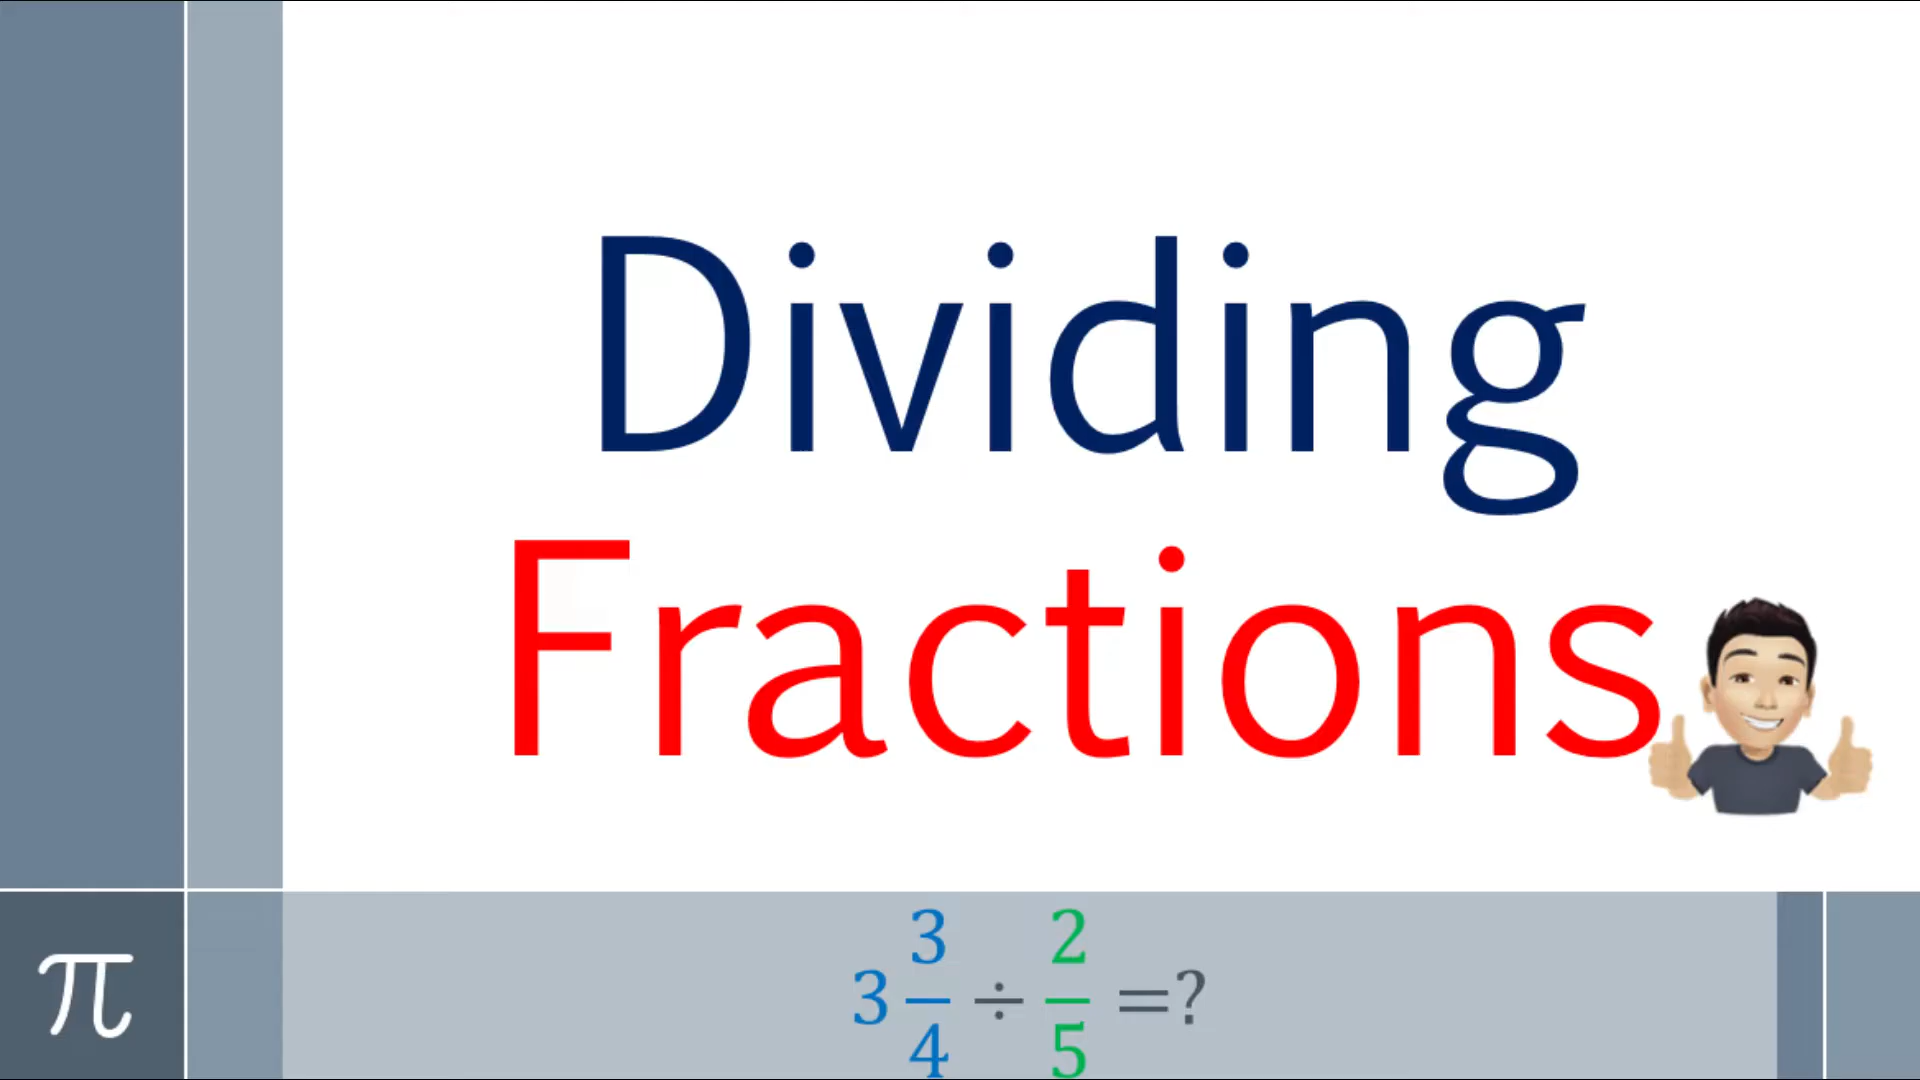 Dividing
Fractions
π
3 3/4 ÷ 2/5 =?